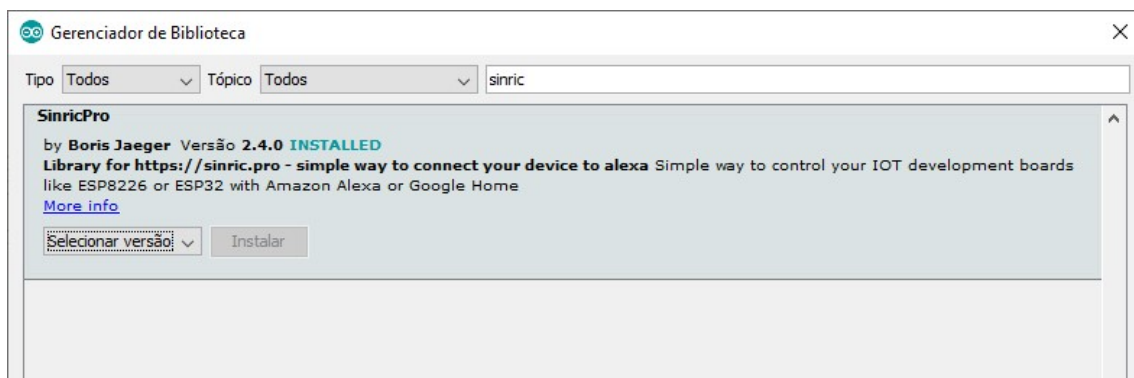 Gerenciador de Biblioteca
Tipo Todos Tópico Todos sinric
SinricPro
by Boris Jaeger Versão 2.4.0 INSTALLED
Library for https://sinric.pro - simple way to connect your device to alexa Simple way to control your IOT development boards
like ESP8226 or ESP32 with Amazon Alexa or Google Home
More info
Selecionar versão Instalar